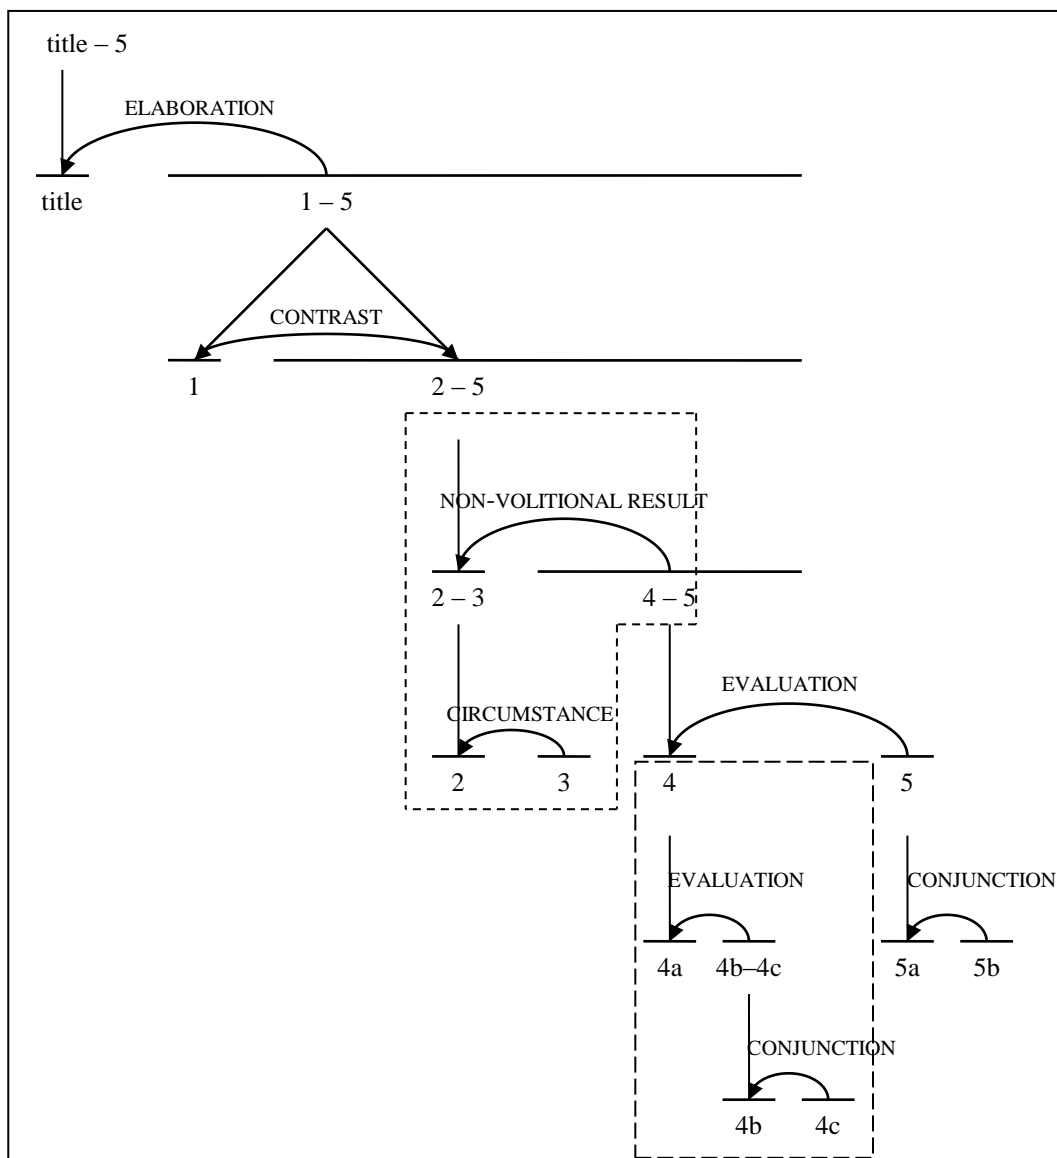 title – 5
ELABORATION
title
1 – 5
CONTRAST
1
2 – 5
NON-VOLITIONAL RESULT
2 – 3
4 – 5
EVALUATION
CIRCUMSTANCE
2
3
4
5
EVALUATION
CONJUNCTION
4a
4b–4c
5a
5b
CONJUNCTION
4b
4c